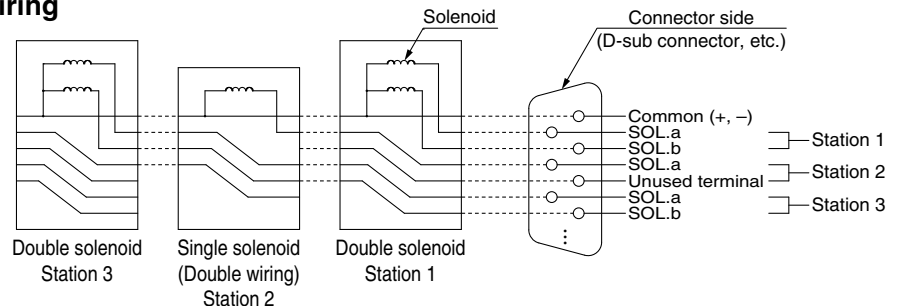 Solenoid
Connector side
(D-sub connector, etc.)
Common (+, –)
SOL.a
SOL.b
SOL.a
Unused terminal
SOL.a
SOL.b
Station 1
Station 2
Station 3
Double solenoid
Station 3
Single solenoid
(Double wiring)
Station 2
Double solenoid
Station 1